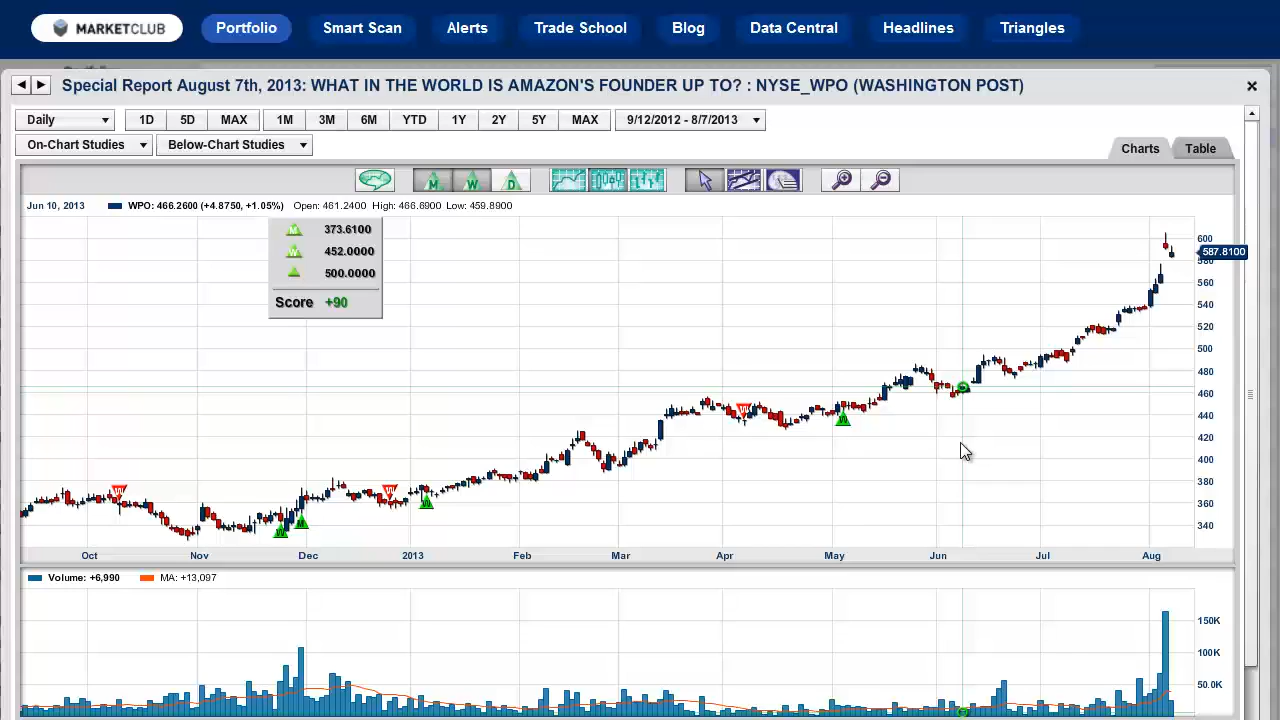 MARKETCLUB Portfolio Smart Scan Alerts Trade School Blog Data Central Headlines Triangles
Special Report August 7th, 2013: WHAT IN THE WORLD IS AMAZON'S FOUNDER UP TO? : NYSE_WPO (WASHINGTON POST)
Daily 1D 5D MAX 1M 3M 6M YTD 1Y 2Y 5Y MAX 9/12/2012 - 8/7/2013
On-Chart Studies Below-Chart Studies Charts Table
M W D
Jun 10, 2013 WPO: 466.2600 (+4.8750, +1.05%) Open: 461.2400 High: 466.6900 Low: 459.8900
M 373.6100
W 452.0000
500.0000
Score +90
600
587.8100
580
560
540
520
500
480
460
440
420
400
380
360
340
Oct Nov Dec 2013 Feb Mar Apr May Jun Jul Aug
Volume: +6,990 MA: +13,097
150K
100K
50.0K